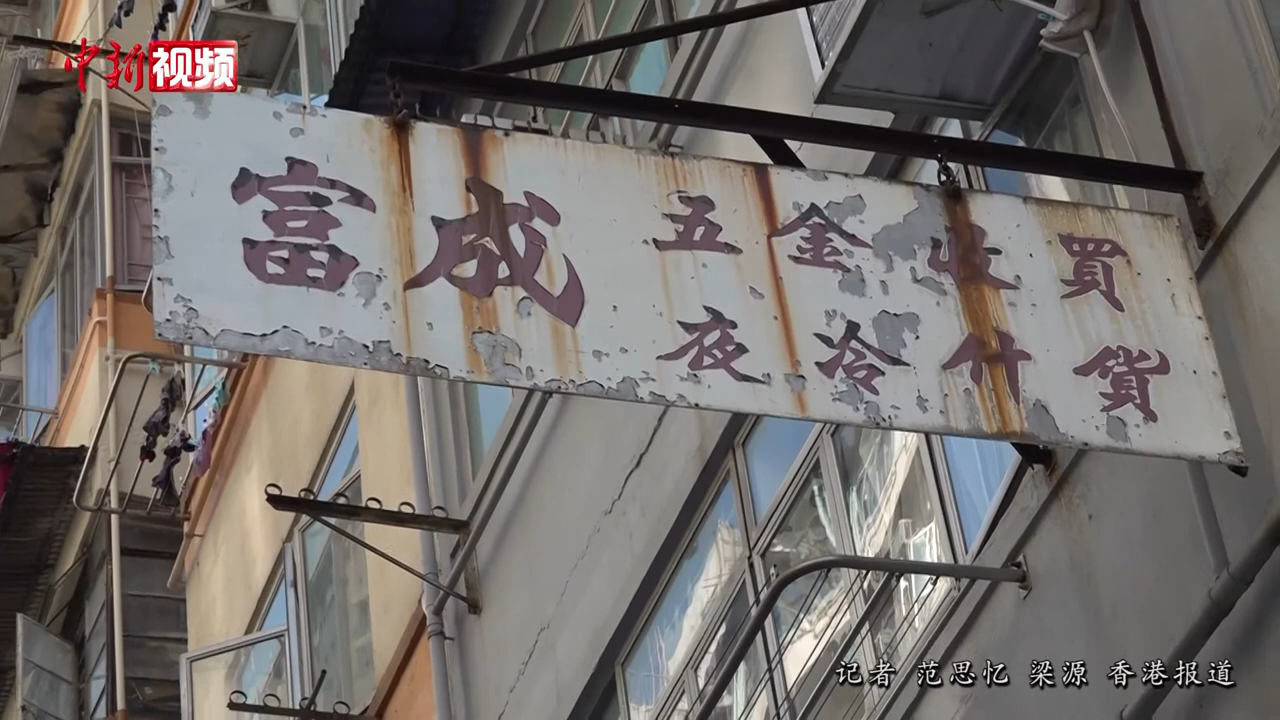 中新视频
富成
五金收買
夜冷什貨
记者 范思忆 梁源 香港报道